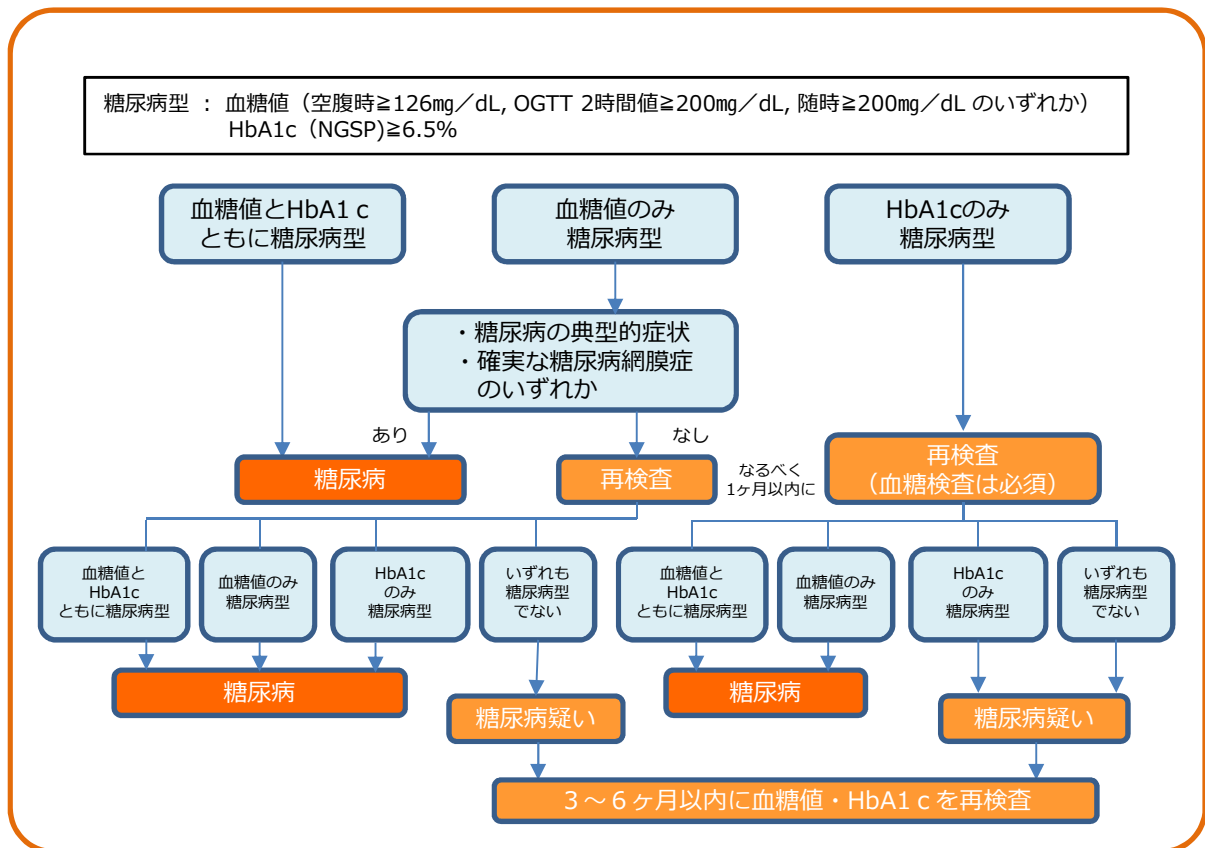 糖尿病型 : 血糖値（空腹時≧126㎎／dL, OGTT 2時間値≧200㎎／dL, 随時≧200㎎／dL のいずれか）
HbA1c（NGSP)≧6.5%
血糖値とHbA1ｃ
ともに糖尿病型
血糖値のみ
糖尿病型
HbA1cのみ
糖尿病型
・糖尿病の典型的症状
・確実な糖尿病網膜症
のいずれか
あり
なし
糖尿病
再検査
なるべく
1ヶ月以内に
再検査
（血糖検査は必須）
血糖値と
HbA1c
ともに糖尿病型
血糖値のみ
糖尿病型
HbA1c
のみ
糖尿病型
いずれも
糖尿病型
でない
血糖値と
HbA1c
ともに糖尿病型
血糖値のみ
糖尿病型
HbA1c
のみ
糖尿病型
いずれも
糖尿病型
でない
糖尿病
糖尿病疑い
糖尿病
糖尿病疑い
３～６ヶ月以内に血糖値・HbA1ｃを再検査